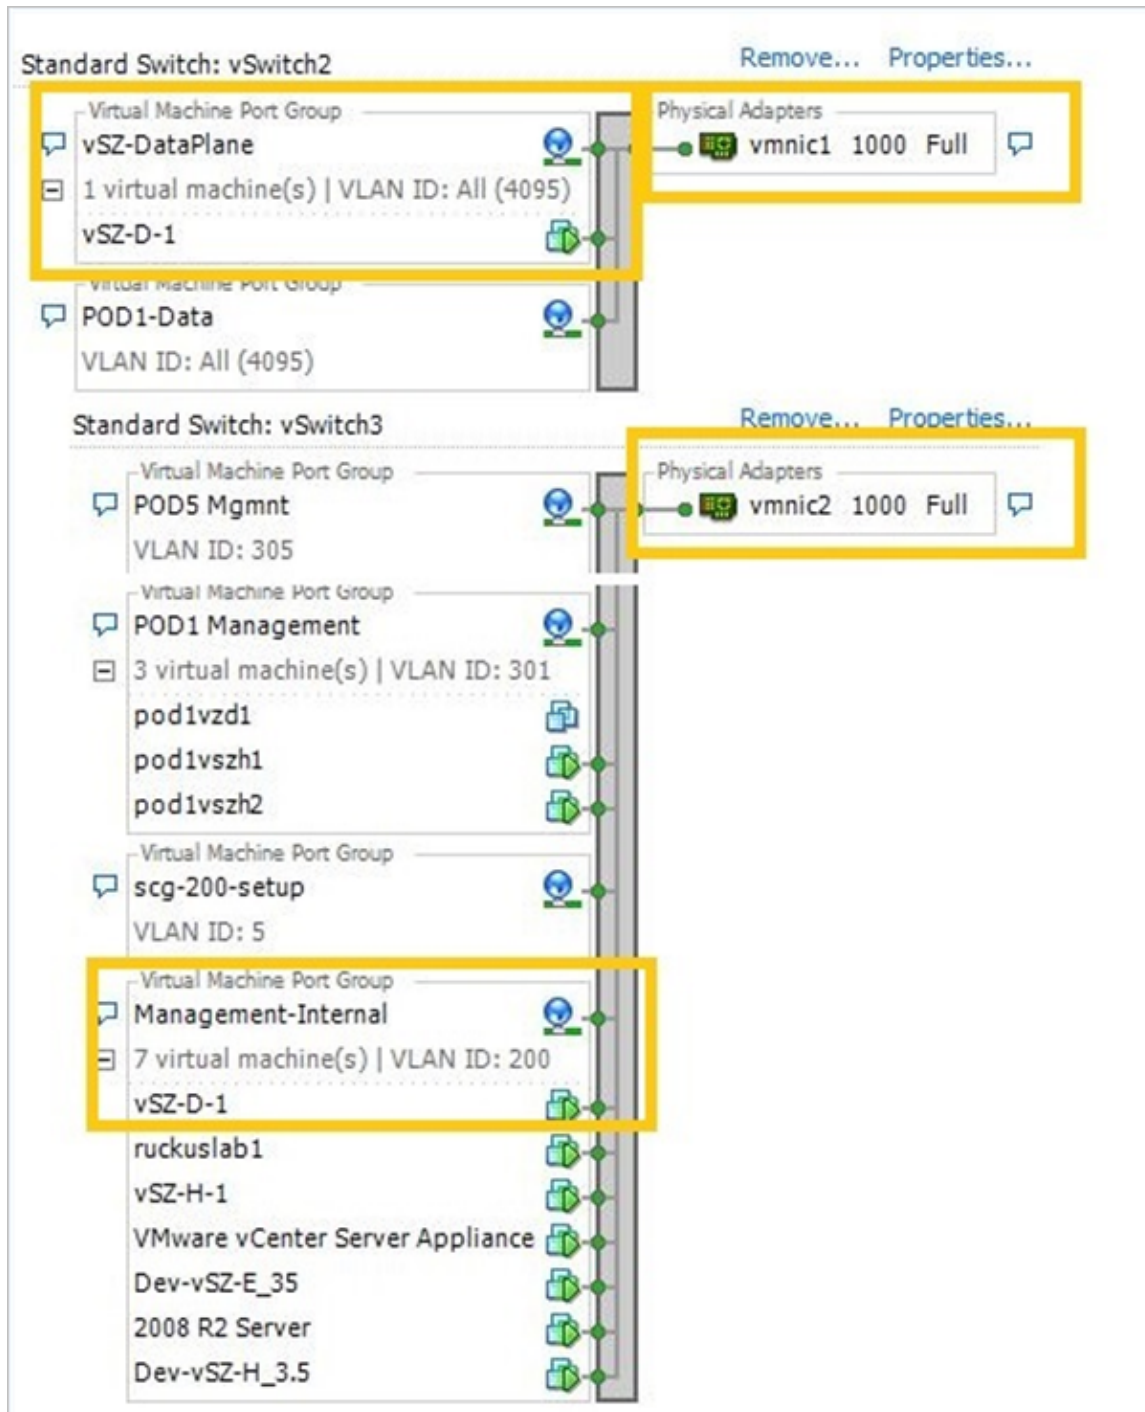 Standard Switch: vSwitch2 Remove... Properties...
Virtual Machine Port Group
vSZ-DataPlane
1 virtual machine(s) | VLAN ID: All (4095)
vSZ-D-1
Physical Adapters
vmnic1 1000 Full
Virtual Machine Port Group
POD1-Data
VLAN ID: All (4095)
Standard Switch: vSwitch3 Remove... Properties...
Virtual Machine Port Group
POD5 Mgmnt
VLAN ID: 305
Physical Adapters
vmnic2 1000 Full
Virtual Machine Port Group
POD1 Management
3 virtual machine(s) | VLAN ID: 301
pod1vzd1
pod1vszh1
pod1vszh2
Virtual Machine Port Group
scg-200-setup
VLAN ID: 5
Virtual Machine Port Group
Management-Internal
7 virtual machine(s) | VLAN ID: 200
vSZ-D-1
ruckuslab1
vSZ-H-1
VMware vCenter Server Appliance
Dev-vSZ-E_35
2008 R2 Server
Dev-vSZ-H_3.5